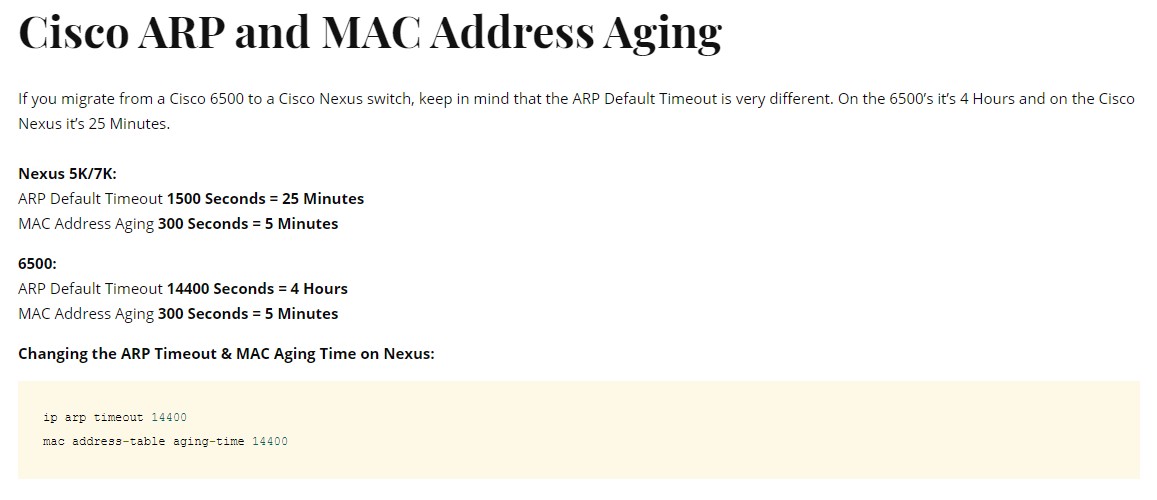 Cisco ARP and MAC Address Aging
If you migrate from a Cisco 6500 to a Cisco Nexus switch, keep in mind that the ARP Default Timeout is very different. On the 6500’s it’s 4 Hours and on the Cisco
Nexus it’s 25 Minutes.
Nexus 5K/7K:
ARP Default Timeout 1500 Seconds = 25 Minutes
MAC Address Aging 300 Seconds = 5 Minutes
6500:
ARP Default Timeout 14400 Seconds = 4 Hours
MAC Address Aging 300 Seconds = 5 Minutes
Changing the ARP Timeout & MAC Aging Time on Nexus:
ip arp timeout 14400
mac address-table aging-time 14400